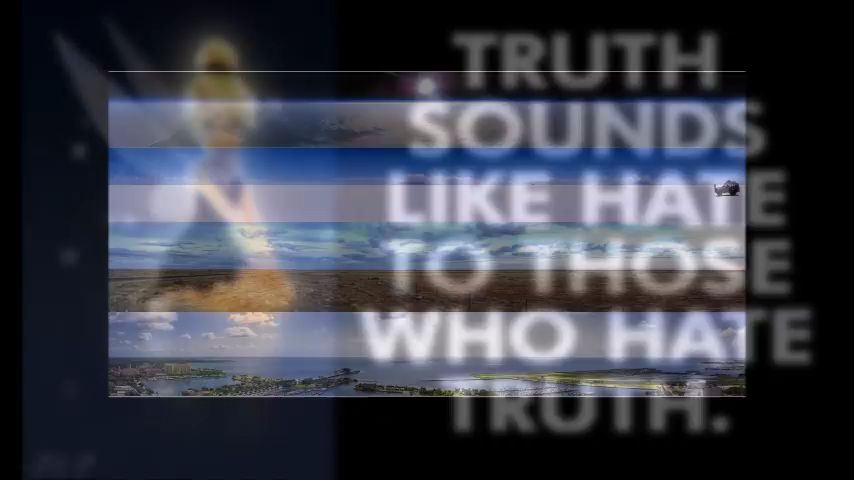 TRUTH
SOUNDS
LIKE HATE
TO THOSE
WHO HATE
TRUTH.